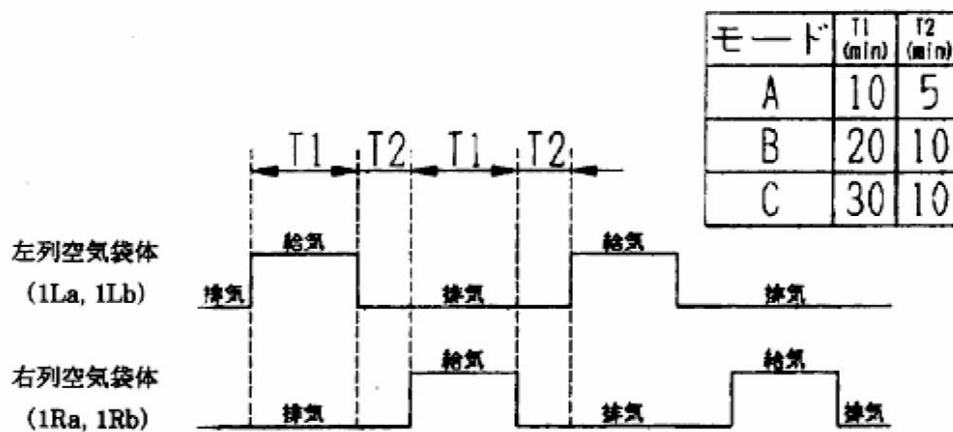 モード T1 (min) T2 (min)
A 10 5
B 20 10
C 30 10
T1 T2 T1 T2
左列空気袋体
(1La, 1Lb)
排気 給気 排気 給気 排気
右列空気袋体
(1Ra, 1Rb)
排気 給気 排気 給気 排気